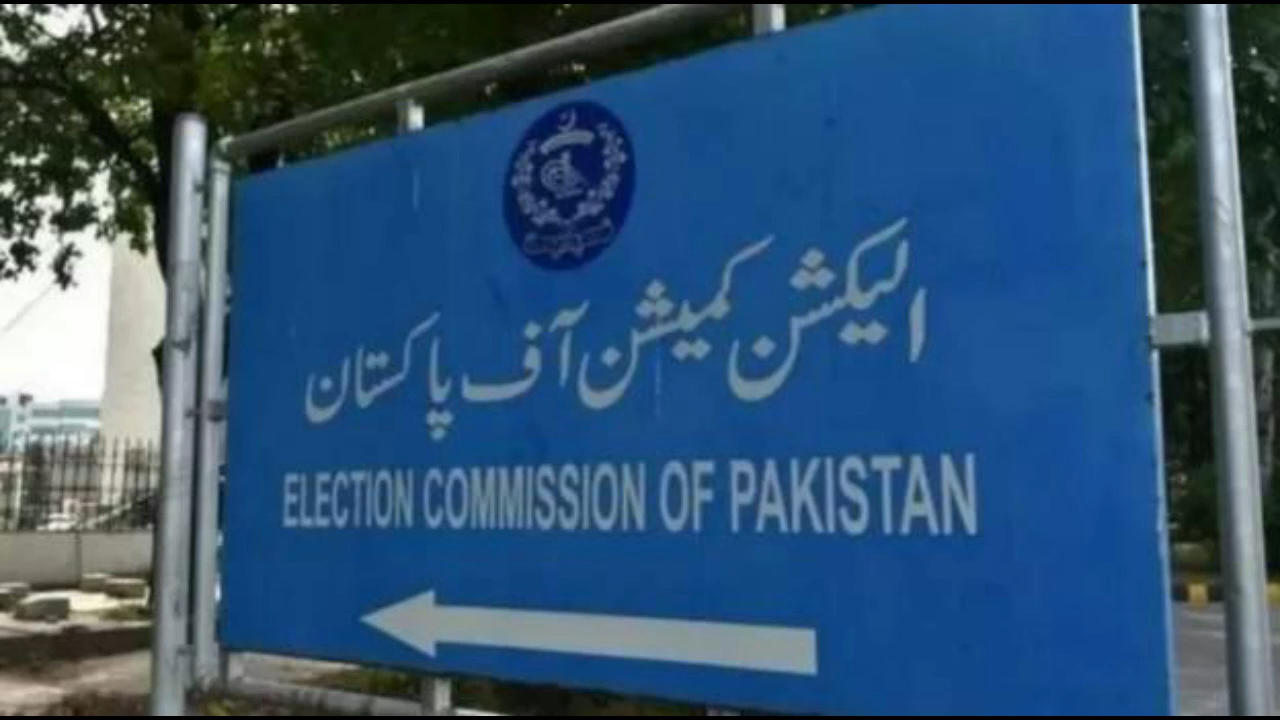 الیکشن کمیشن آف پاکستان
ELECTION COMMISSION OF PAKISTAN